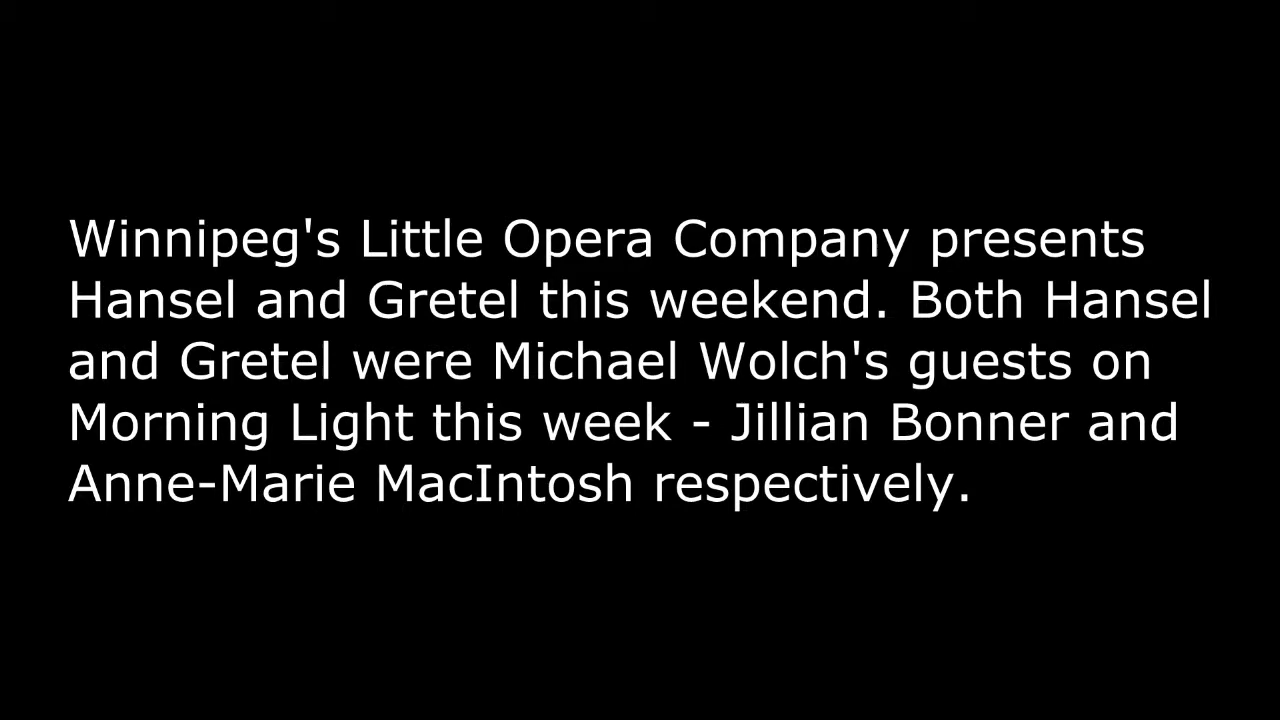 Winnipeg's Little Opera Company presents
Hansel and Gretel this weekend. Both Hansel
and Gretel were Michael Wolch's guests on
Morning Light this week - Jillian Bonner and
Anne-Marie MacIntosh respectively.